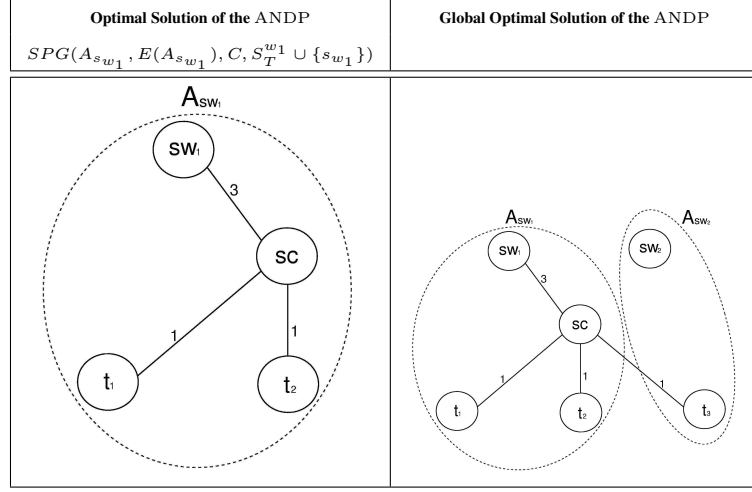 Optimal Solution of the ANDP
SPG(A_{s_{w_1}}, E(A_{s_{w_1}}), C, S_T^{w_1} ∪ {s_{w_1}})
Global Optimal Solution of the ANDP
A_{SW_1}
SW_1
3
SC
1
1
t_1
t_2
A_{SW_1}
A_{SW_2}
SW_1
SW_2
3
SC
1
1
1
t_1
t_2
t_3